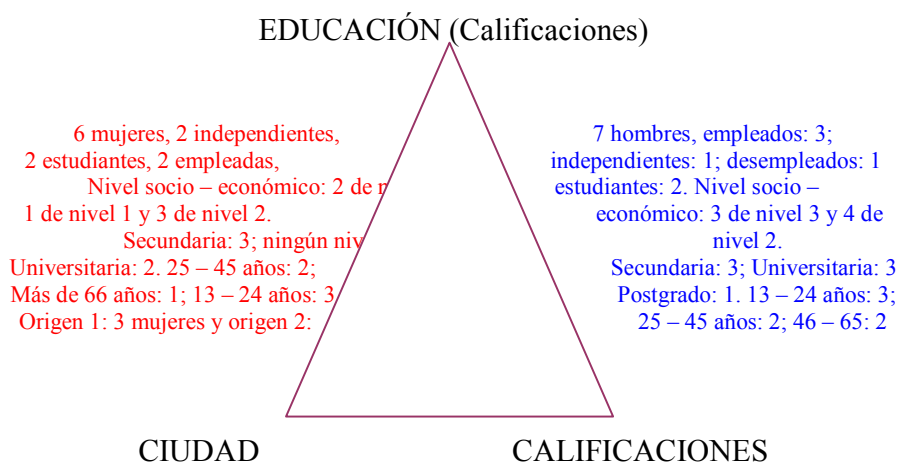 EDUCACIÓN (Calificaciones)
6 mujeres, 2 independientes,
2 estudiantes, 2 empleadas,
Nivel socio – económico: 2 de
1 de nivel 1 y 3 de nivel 2.
Secundaria: 3; ningún
Universitaria: 2. 25 – 45 años: 2;
Más de 66 años: 1; 13 – 24 años: 3
Origen 1: 3 mujeres y origen 2:
7 hombres, empleados: 3;
independientes: 1; desempleados: 1
estudiantes: 2. Nivel socio –
económico: 3 de nivel 3 y 4 de
nivel 2.
Secundaria: 3; Universitaria: 3
Postgrado: 1. 13 – 24 años: 3;
25 – 45 años: 2; 46 – 65: 2
CIUDAD
CALIFICACIONES